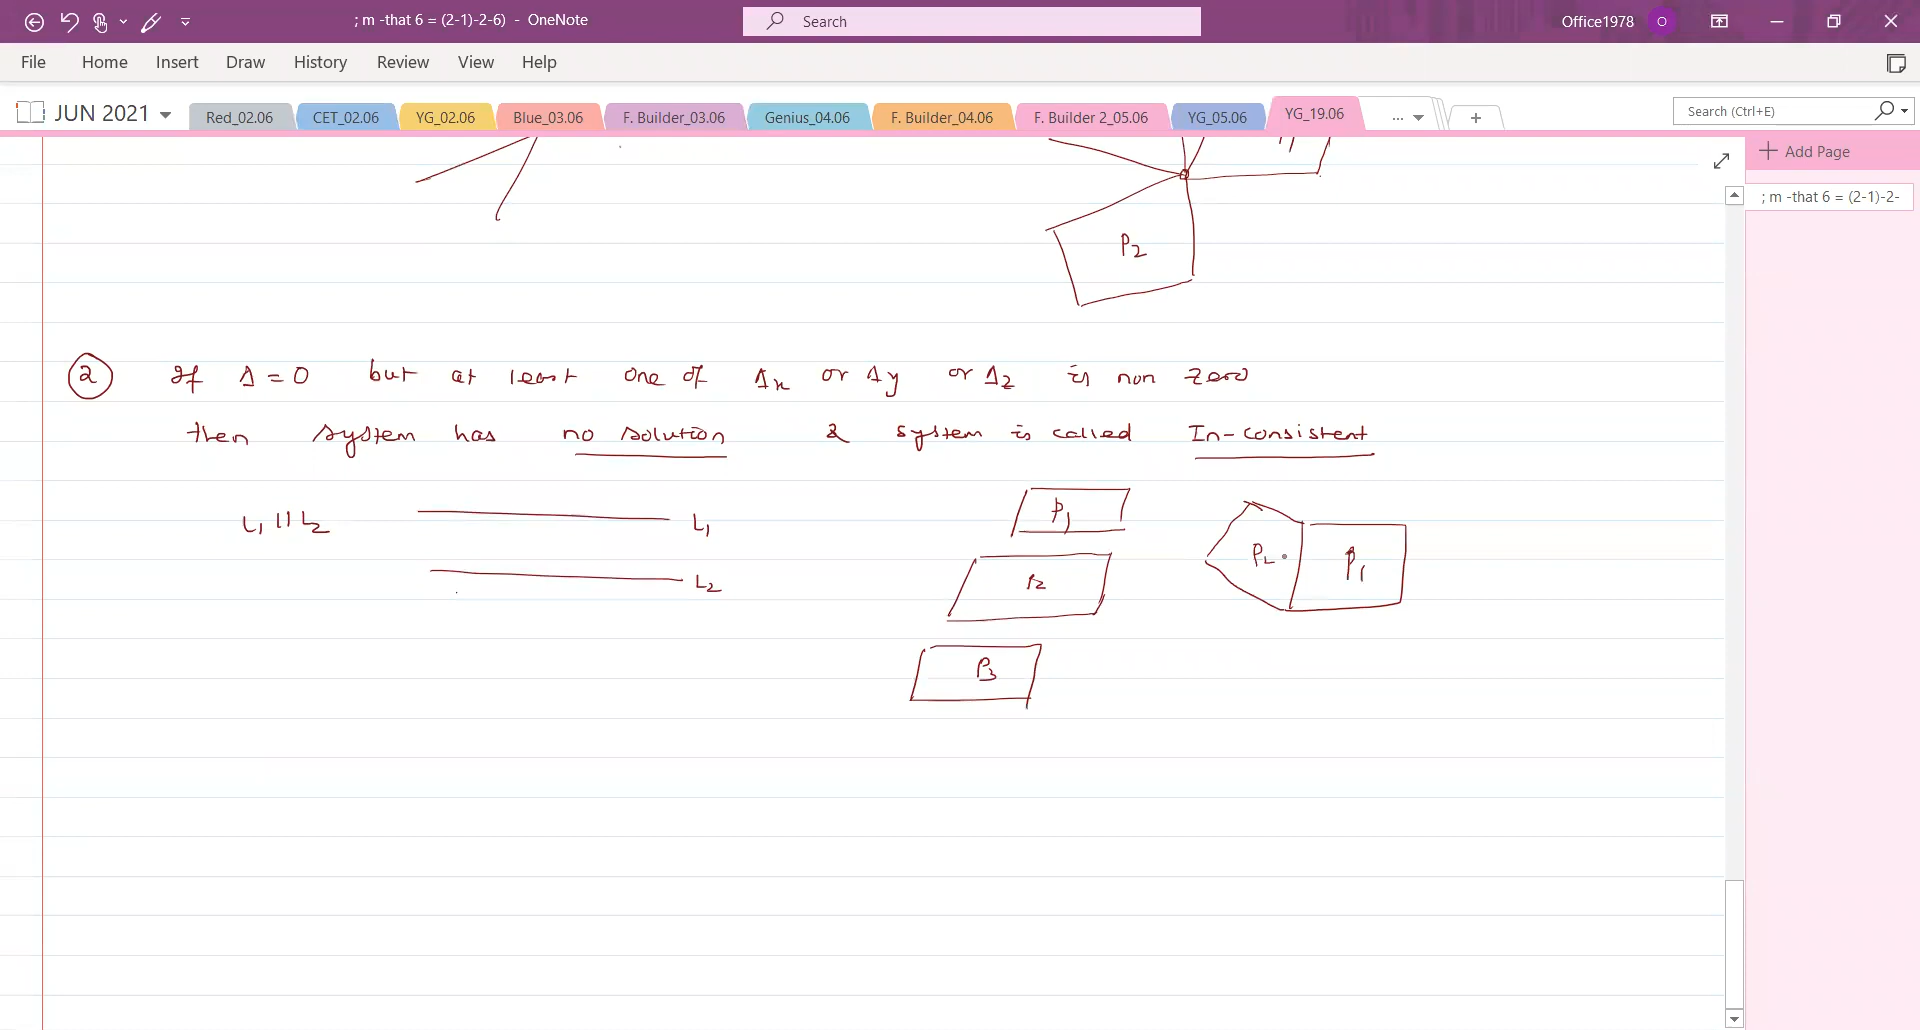 ; m -that 6 = (2-1)-2-6) - OneNote
Search
Office1978
O
File Home Insert Draw History Review View Help
JUN 2021
Red_02.06 CET_02.06 YG_02.06 Blue_03.06 F. Builder_03.06 Genius_04.06 F. Builder_04.06 F. Builder 2_05.06 YG_05.06 YG_19.06 ... +
Search (Ctrl+E)
Add Page
; m -that 6 = (2-1)-2-
P2
2 If Δ = 0 but at least one of Δx or Δy or Δz is non zero
then system has no solution & system is called In-consistent
L1 || L2
L1
L2
P1
P2
P3
P2
P1